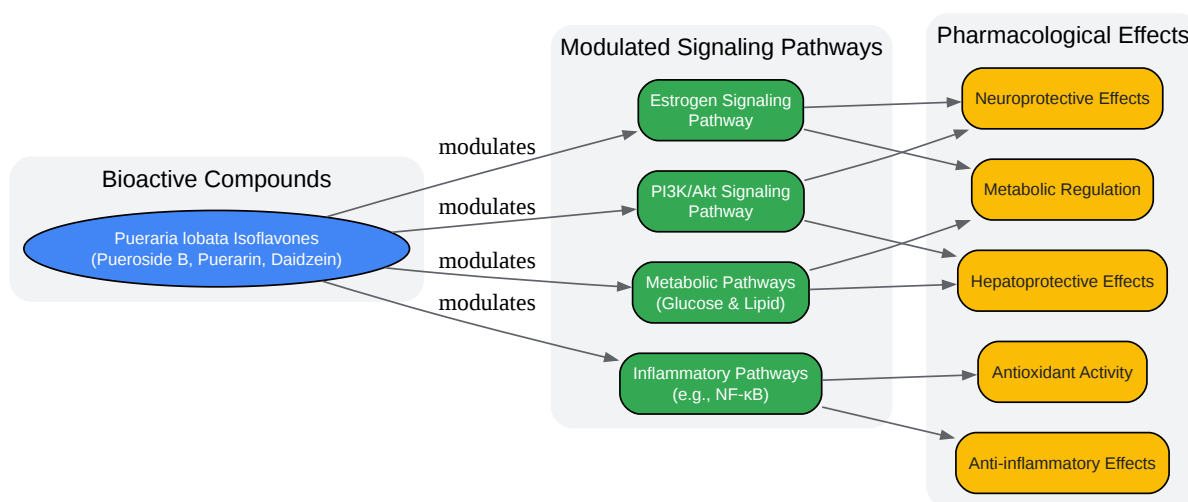 Bioactive Compounds
Pueraria lobata Isoflavones
(Pueroside B, Puerarin, Daidzein)
modulates
modulates
modulates
modulates
Modulated Signaling Pathways
Estrogen Signaling
Pathway
PI3K/Akt Signaling
Pathway
Metabolic Pathways
(Glucose & Lipid)
Inflammatory Pathways
(e.g., NF-κB)
Pharmacological Effects
Neuroprotective Effects
Metabolic Regulation
Hepatoprotective Effects
Antioxidant Activity
Anti-inflammatory Effects